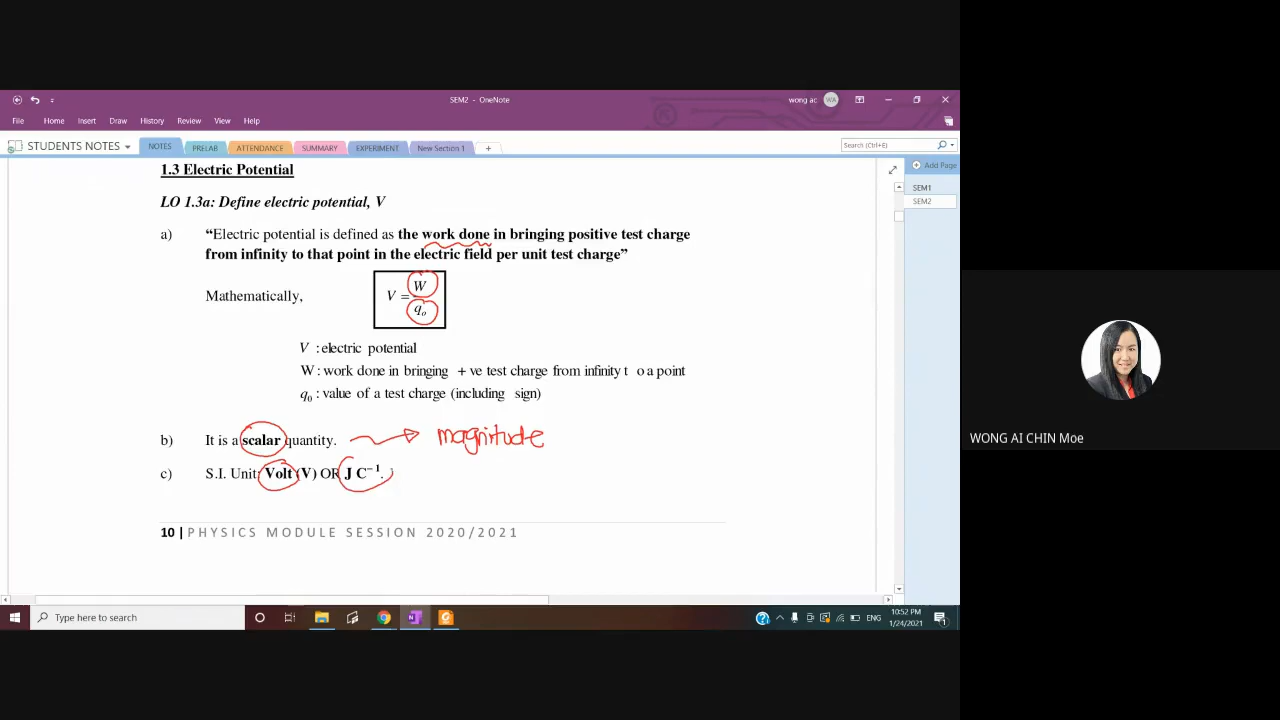 SEM2 - OneNote
wong ac
WA
File Home Insert Draw History Review View Help
STUDENTS NOTES
NOTES PRELAB ATTENDANCE SUMMARY EXPERIMENT New Section 1 +
Search (Ctrl+E)
Add Page
SEM1
SEM2
1.3 Electric Potential
LO 1.3a: Define electric potential, V
a) “Electric potential is defined as the work done in bringing positive test charge
from infinity to that point in the electric field per unit test charge”
Mathematically, V = W / qₒ
V : electric potential
W : work done in bringing + ve test charge from infinity t o a point
q₀ : value of a test charge (including sign)
b) It is a scalar quantity. magnitude
c) S.I. Unit: Volt (V) OR J C⁻¹.
10 | PHYSICS MODULE SESSION 2020/2021
WONG AI CHIN Moe
Type here to search
ENG
10:52 PM
1/24/2021